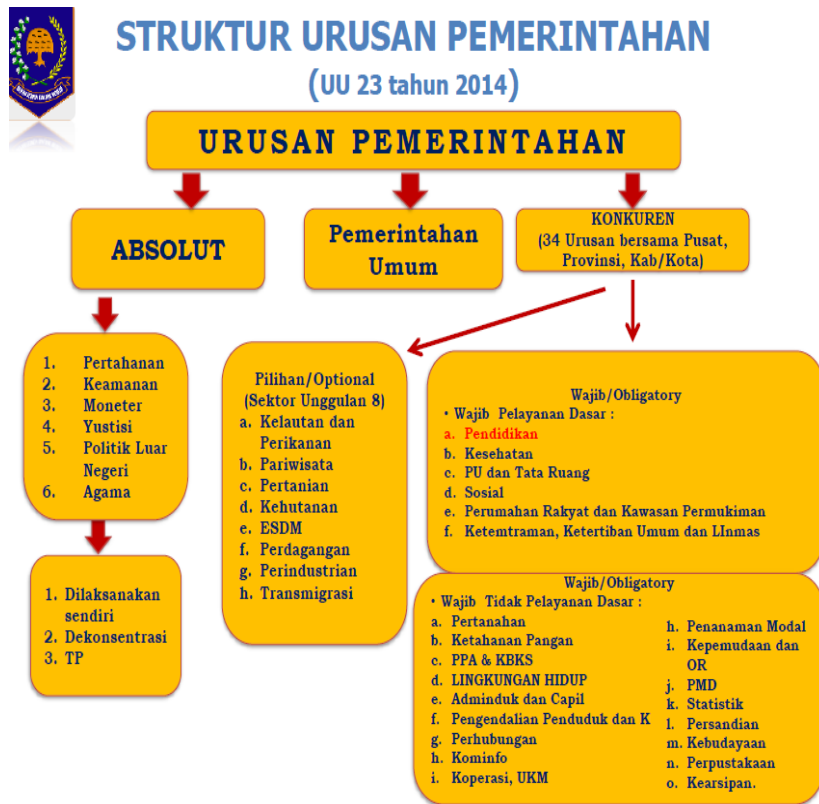 STRUKTUR URUSAN PEMERINTAHAN
(UU 23 tahun 2014)
URUSAN PEMERINTAHAN
ABSOLUT
Pemerintahan
Umum
KONKUREN
(34 Urusan bersama Pusat,
Provinsi, Kab/Kota)
1. Pertahanan
2. Keamanan
3. Moneter
4. Yustisi
5. Politik Luar
Negeri
6. Agama
1. Dilaksanakan
sendiri
2. Dekonsentrasi
3. TP
Pilihan/Optional
(Sektor Unggulan 8)
a. Kelautan dan
Perikanan
b. Pariwisata
c. Pertanian
d. Kehutanan
e. ESDM
f. Perdagangan
g. Perindustrian
h. Transmigrasi
Wajib/Obligatory
• Wajib Pelayanan Dasar :
a. Pendidikan
b. Kesehatan
c. PU dan Tata Ruang
d. Sosial
e. Perumahan Rakyat dan Kawasan Permukiman
f. Ketemtraman, Ketertiban Umum dan LInmas
Wajib/Obligatory
• Wajib Tidak Pelayanan Dasar :
a. Pertanahan
b. Ketahanan Pangan
c. PPA & KBKS
d. LINGKUNGAN HIDUP
e. Adminduk dan Capil
f. Pengendalian Penduduk dan K
g. Perhubungan
h. Kominfo
i. Koperasi, UKM
h. Penanaman Modal
i. Kepemudaan dan
OR
j. PMD
k. Statistik
l. Persandian
m. Kebudayaan
n. Perpustakaan
o. Kearsipan.